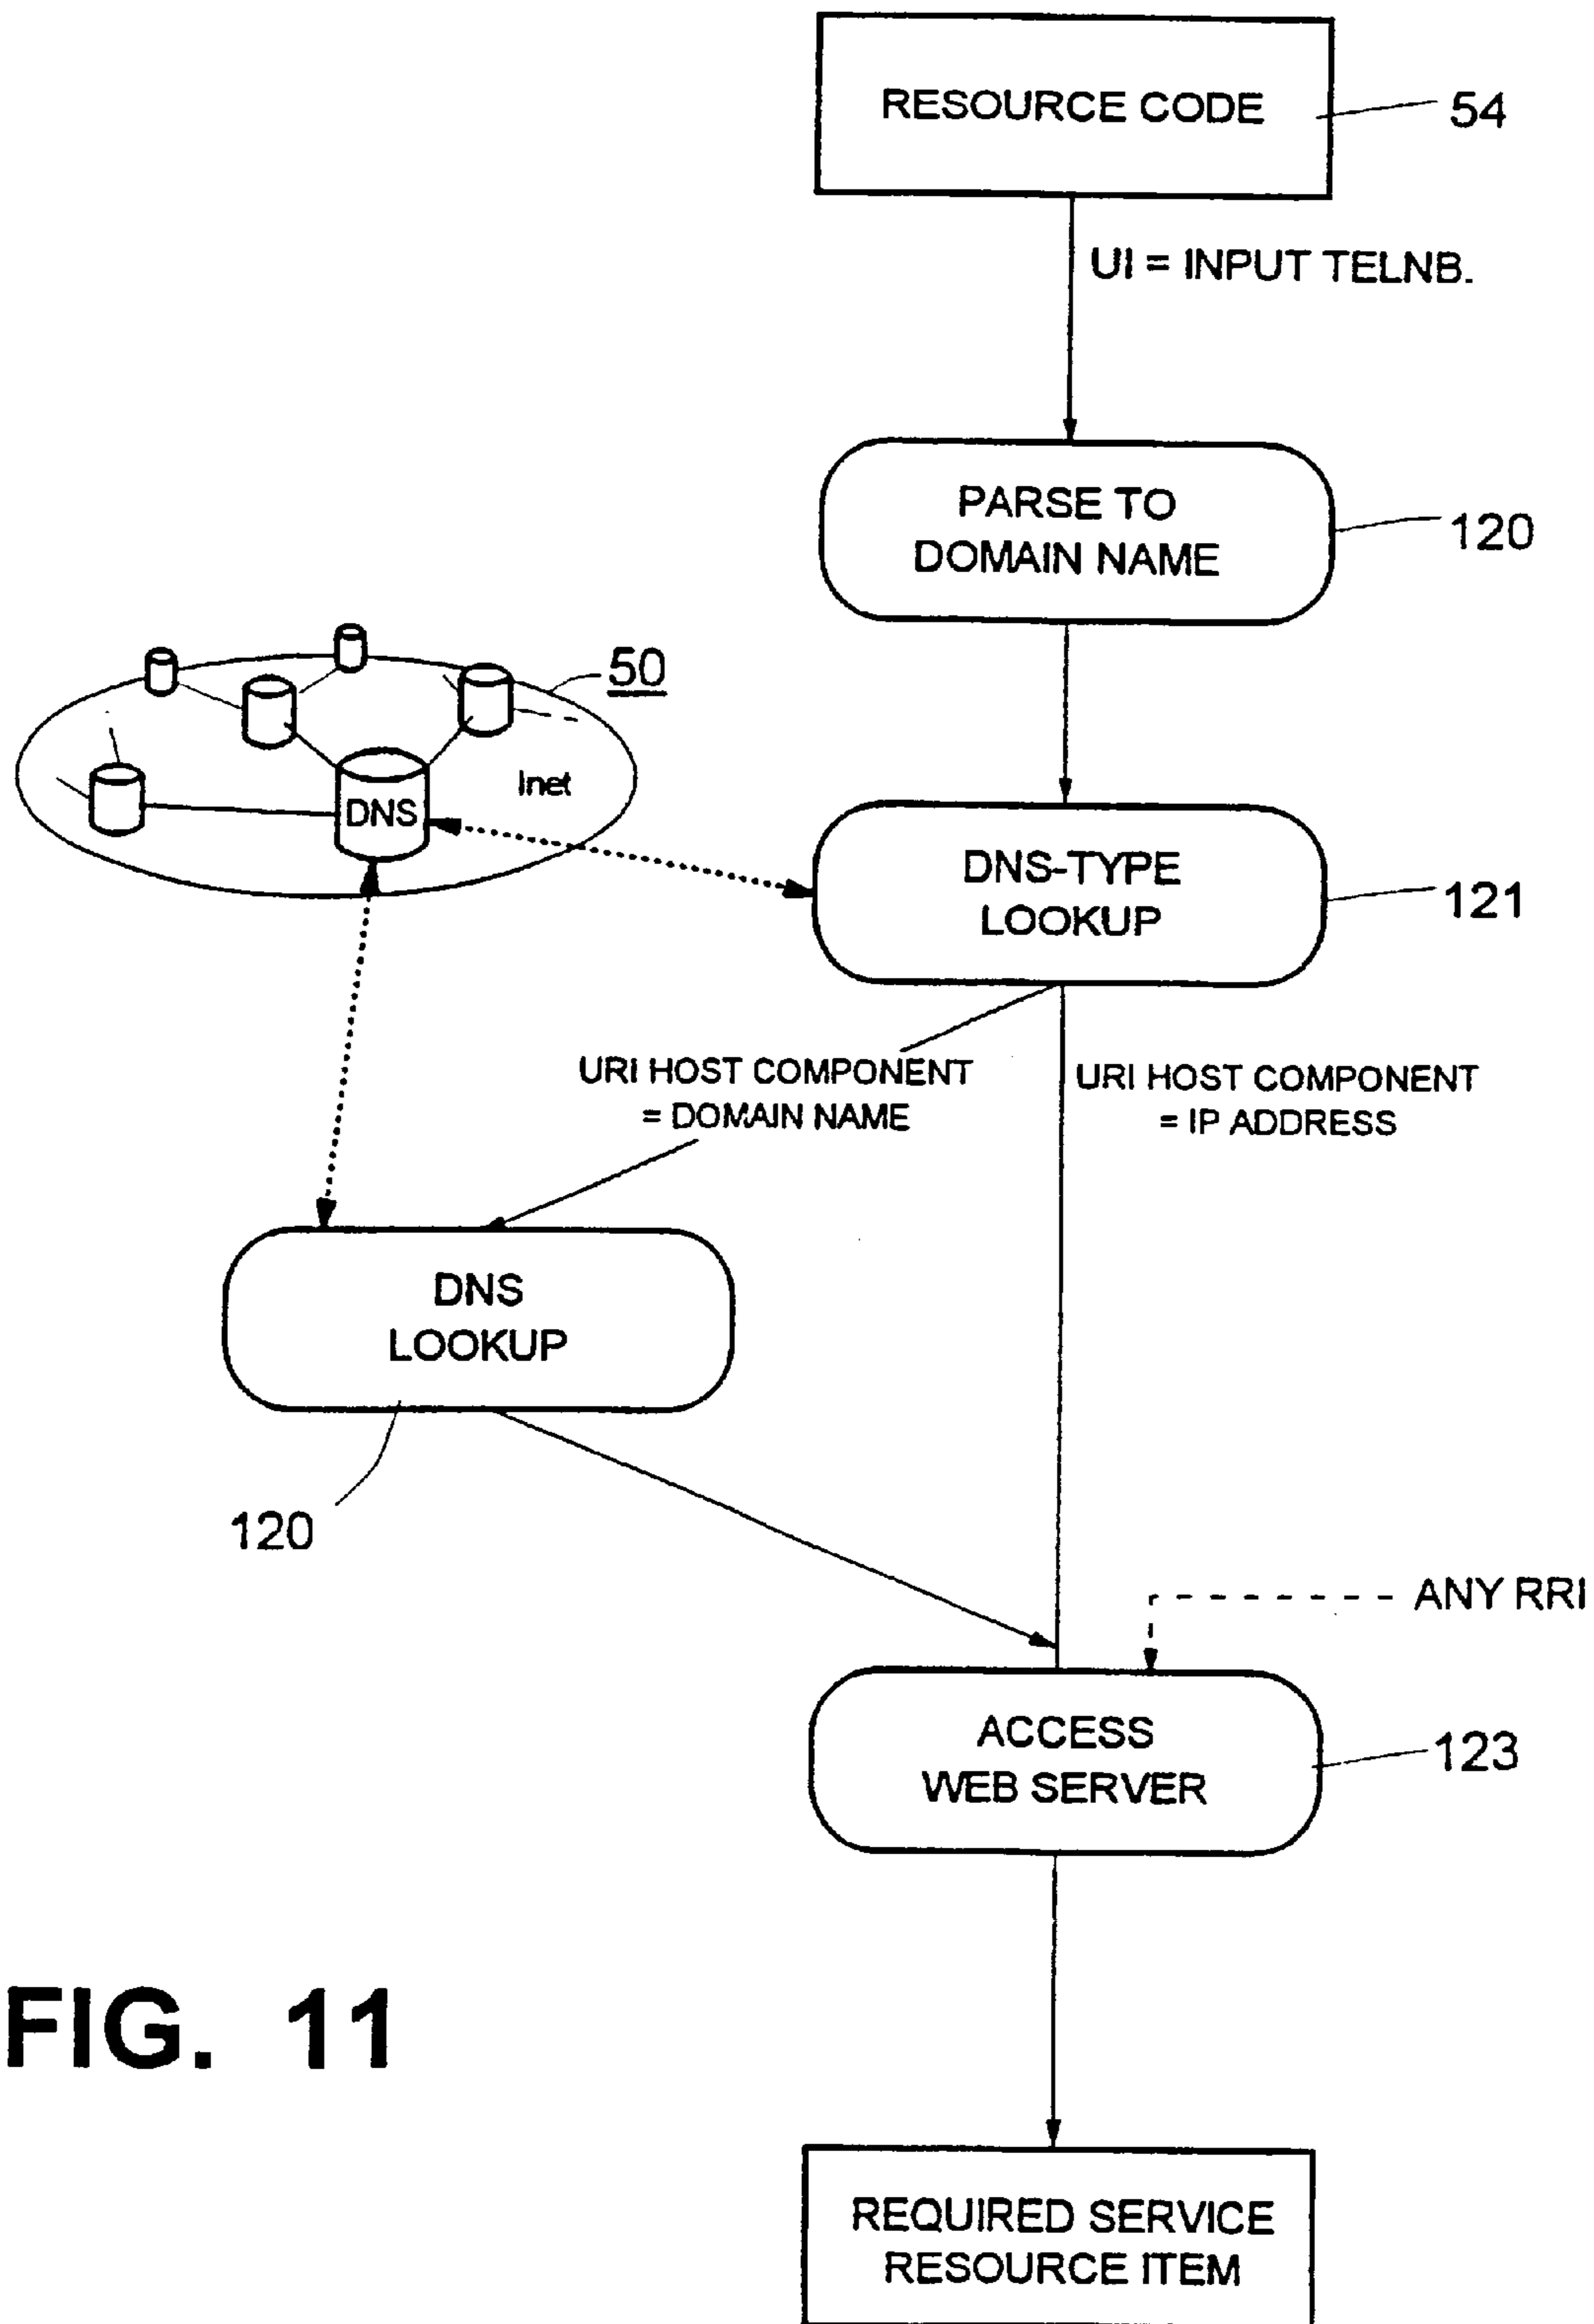 RESOURCE CODE
54
UI = INPUT TELNB.
PARSE TO
DOMAIN NAME
120
50
Inet
DNS
DNS-TYPE
LOOKUP
121
URI HOST COMPONENT
= DOMAIN NAME
URI HOST COMPONENT
= IP ADDRESS
DNS
LOOKUP
120
ANY RRI
ACCESS
WEB SERVER
123
FIG. 11
REQUIRED SERVICE
RESOURCE ITEM